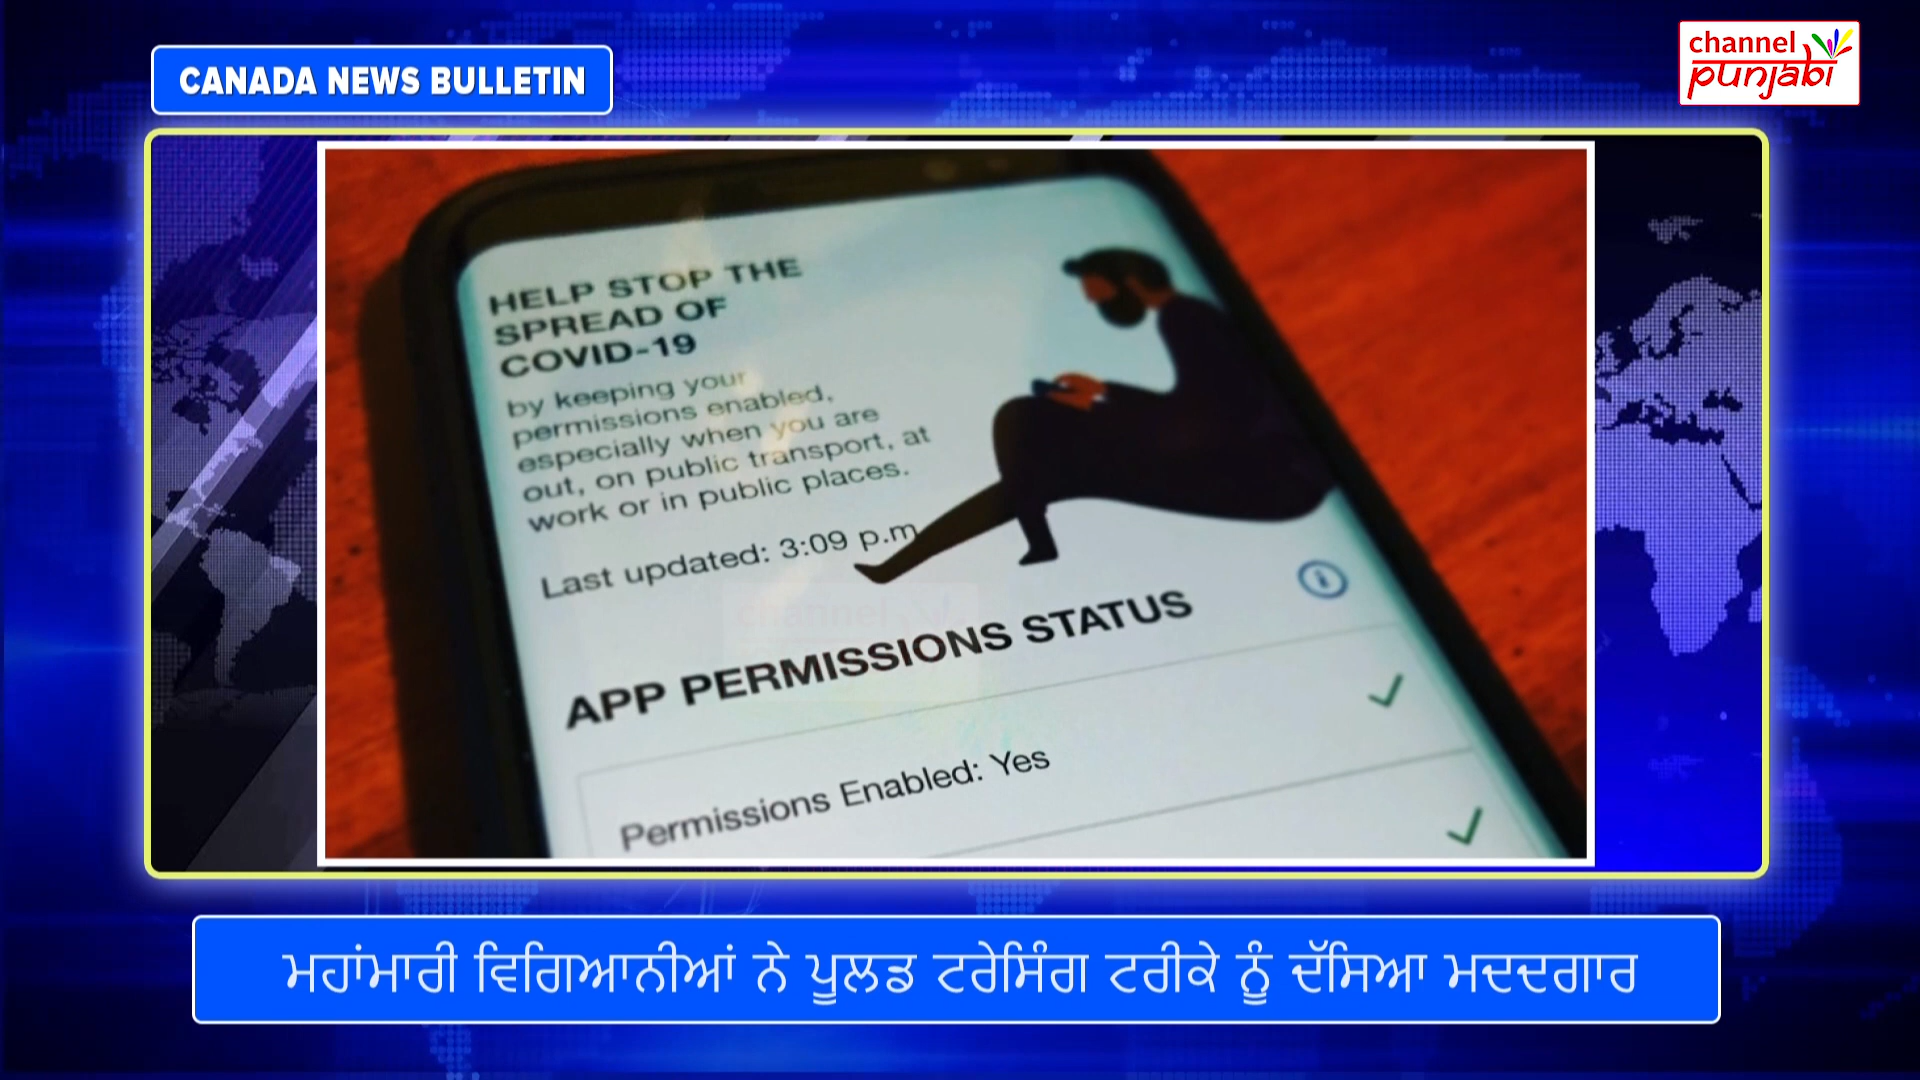 CANADA NEWS BULLETIN
channel
punjabi
HELP STOP THE
SPREAD OF
COVID-19
by keeping your
permissions enabled,
especially when you are
out, on public transport, at
work or in public places.
Last updated: 3:09 p.m
channel
APP PERMISSIONS STATUS
Permissions Enabled: Yes
ਮਹਾਂਮਾਰੀ ਵਿਗਿਆਨੀਆਂ ਨੇ ਪੂਲਡ ਟਰੇਸਿੰਗ ਟਰੀਕੇ ਨੂੰ ਦੱਸਿਆ ਮਦਦਗਾਰ